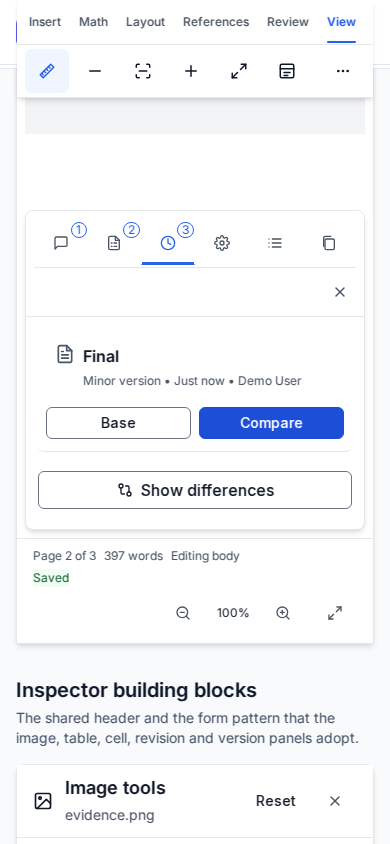 Insert Math Layout References Review View
1 2 3
Final
Minor version • Just now • Demo User
Base Compare
Show differences
Page 2 of 3 397 words Editing body
Saved
100%
Inspector building blocks
The shared header and the form pattern that the
image, table, cell, revision and version panels adopt.
Image tools
evidence.png
Reset